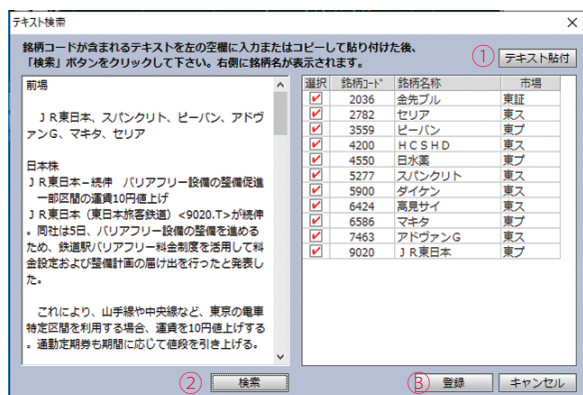 テキスト検索
銘柄コードが含まれるテキストを左の空欄に入力またはコピーして貼り付けた後、
「検索」ボタンをクリックして下さい。右側に銘柄名が表示されます。
① テキスト貼付
前場
ＪＲ東日本、スパンクリト、ピーバン、アドヴ
ァンＧ、マキタ、セリア
日本株
ＪＲ東日本－続伸　バリアフリー設備の整備促進
一部区間の運賃10円値上げ
ＪＲ東日本（東日本旅客鉄道）<9020.T>が続伸
。同社は5日、バリアフリー設備の整備を進める
ため、鉄道駅バリアフリー料金制度を活用して料
金設定および整備計画の届け出を行ったと発表し
た。
これにより、山手線や中央線など、東京の電車
特定区間を利用する場合、運賃を10円値上げする
。通勤定期券も期間に応じて値段を引き上げる。
② 検索
選択 銘柄ｺｰﾄﾞ 銘柄名称 市場
2036 金先ブル 東証
2782 セリア 東ス
3559 ピーバン 東プ
4200 ＨＣＳＨＤ 東ス
4550 日水薬 東プ
5277 スパンクリト 東ス
5900 ダイケン 東ス
6424 高見サイ 東ス
6586 マキタ 東プ
7463 アドヴァンＧ 東ス
9020 ＪＲ東日本 東プ
③ 登録 キャンセル